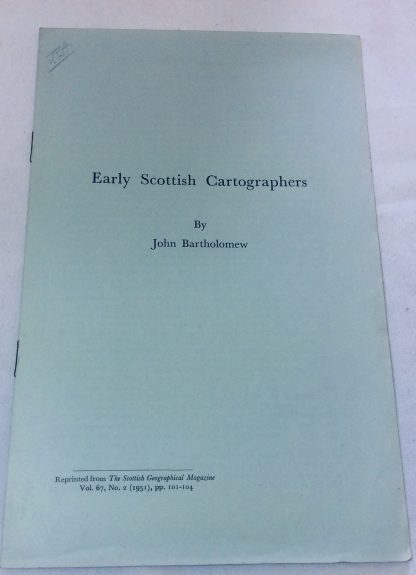 Early Scottish Cartographers
By
John Bartholomew
Reprinted from The Scottish Geographical Magazine
Vol. 67, No. 2 (1951), pp. 101-104